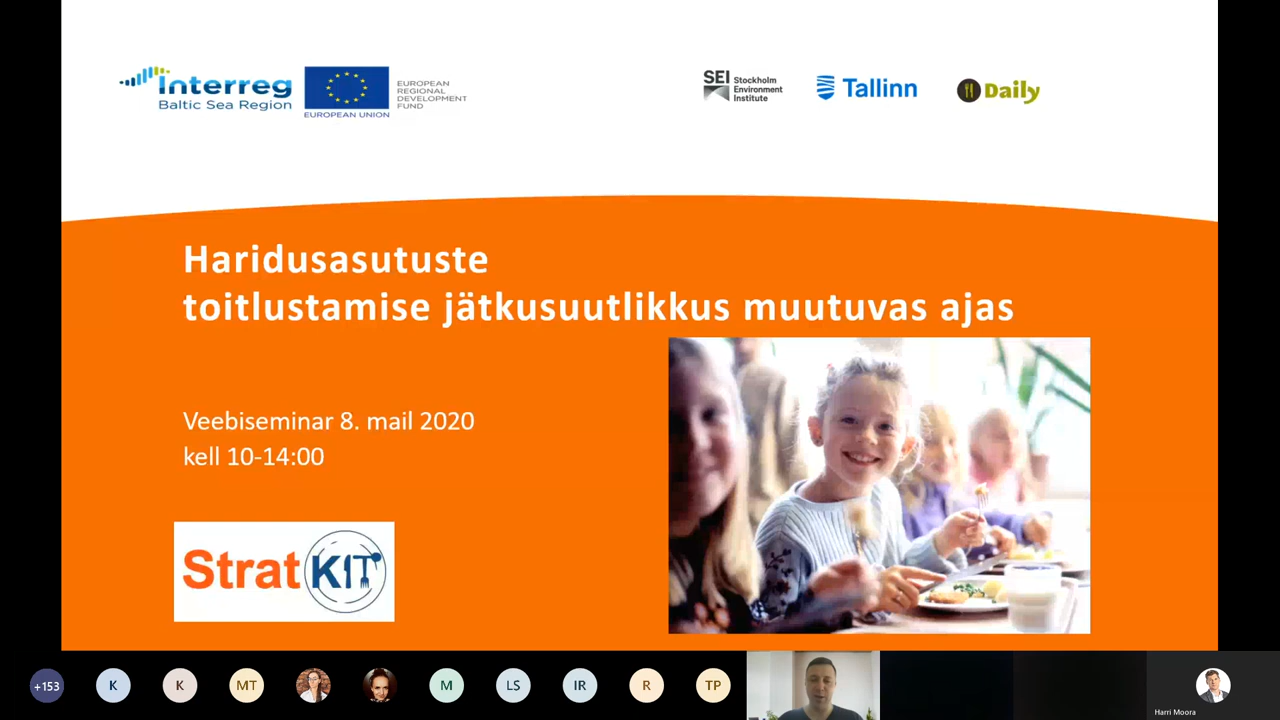 Interreg
Baltic Sea Region
EUROPEAN UNION
EUROPEAN
REGIONAL
DEVELOPMENT
FUND
SEI Stockholm
Environment
Institute
Tallinn
Daily
Haridusasutuste
toitlustamise jätkusuutlikkus muutuvas ajas
Veebiseminar 8. mail 2020
kell 10-14:00
StratKIT
+153
K
K
MT
M
LS
IR
R
TP
Harri Moora